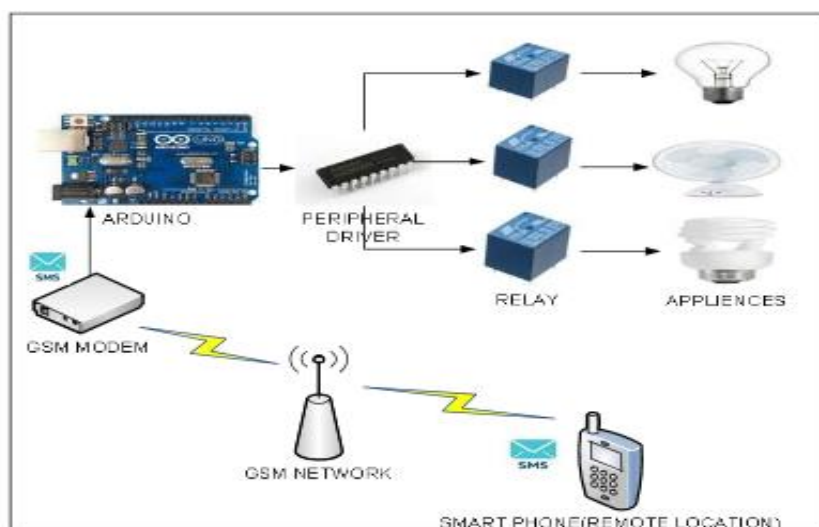 ARDUINO
PERIPHERAL
DRIVER
SMS
RELAY
APPLIENCES
GSM MODEM
GSM NETWORK
SMS
SMART PHONE(REMOTE LOCATION)